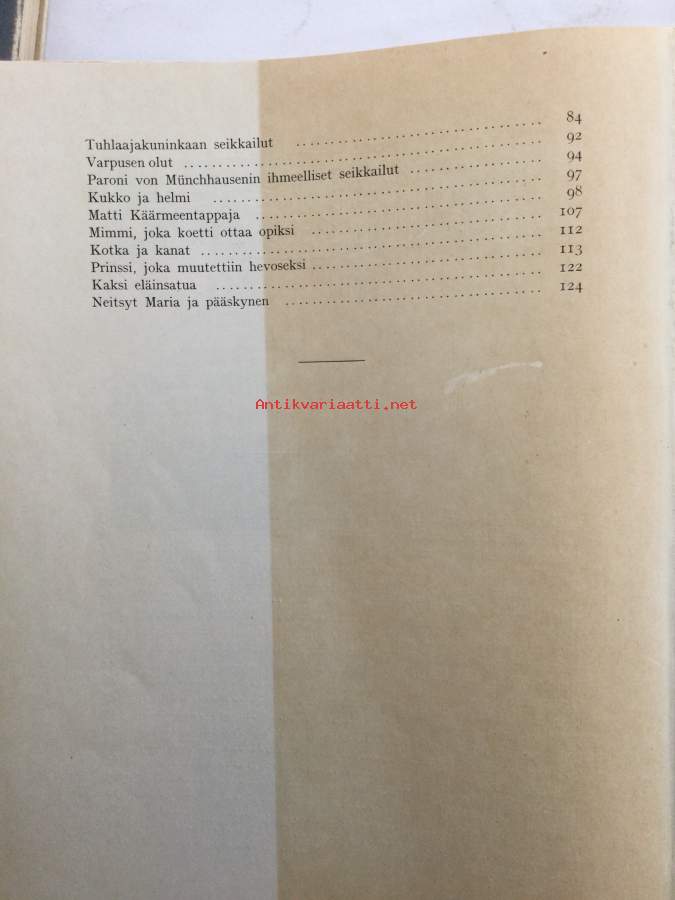 Tuhlaajakuninkaan seikkailut .............................. 84
Varpusen olut .............................. 92
Paroni von Münchhausenin ihmeelliset seikkailut .............................. 94
Kukko ja helmi .............................. 97
Matti Käärmeentappaja .............................. 98
Mimmi, joka koetti ottaa opiksi .............................. 107
Kotka ja kanat .............................. 112
Prinssi, joka muutettiin hevoseksi .............................. 113
Kaksi eläinsatua .............................. 122
Neitsyt Maria ja pääskynen .............................. 124
Antikvariaatti.net